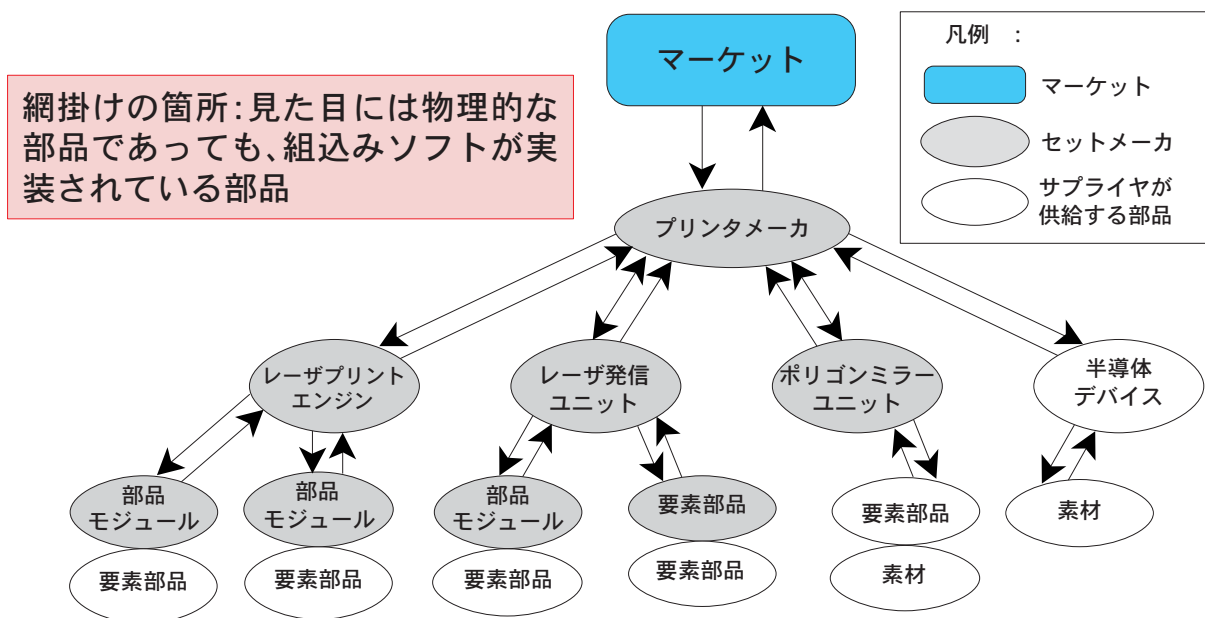 マーケット
凡例 :
マーケット
セットメーカ
サプライヤが
供給する部品
網掛けの箇所:見た目には物理的な
部品であっても、組込みソフトが実
装されている部品
プリンタメーカ
レーザプリント
エンジン
レーザ発信
ユニット
ポリゴンミラー
ユニット
半導体
デバイス
部品
モジュール
部品
モジュール
部品
モジュール
要素部品
要素部品
素材
要素部品
要素部品
要素部品
要素部品
素材